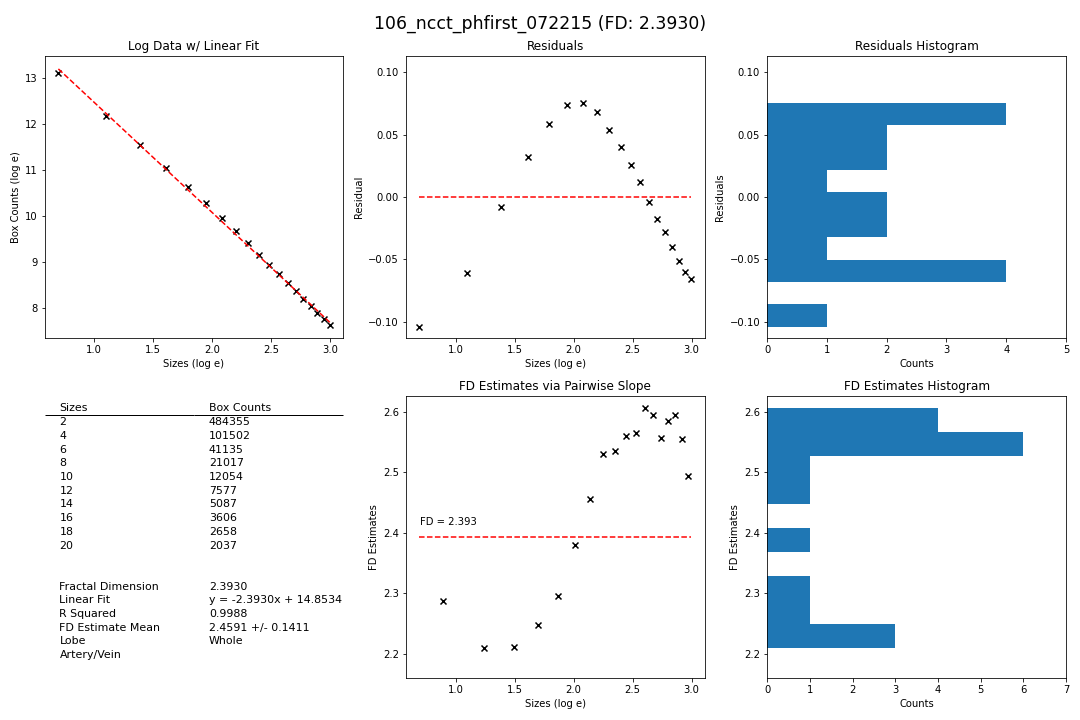 106_ncct_phfirst_072215 (FD: 2.3930)
Log Data w/ Linear Fit
Box Counts (log e)
13
12
11
10
9
8
1.0 1.5 2.0 2.5 3.0
Sizes (log e)
Residuals
Residual
0.10
0.05
0.00
−0.05
−0.10
1.0 1.5 2.0 2.5 3.0
Sizes (log e)
Residuals Histogram
Residuals
0.10
0.05
0.00
−0.05
−0.10
0 1 2 3 4 5
Counts
Sizes Box Counts
2 484355
4 101502
6 41135
8 21017
10 12054
12 7577
14 5087
16 3606
18 2658
20 2037
Fractal Dimension 2.3930
Linear Fit y = -2.3930x + 14.8534
R Squared 0.9988
FD Estimate Mean 2.4591 +/- 0.1411
Lobe Whole
Artery/Vein
FD Estimates via Pairwise Slope
FD Estimates
2.6
2.5
2.4
2.3
2.2
FD = 2.393
1.0 1.5 2.0 2.5 3.0
Sizes (log e)
FD Estimates Histogram
FD Estimates
2.6
2.5
2.4
2.3
2.2
0 1 2 3 4 5 6 7
Counts